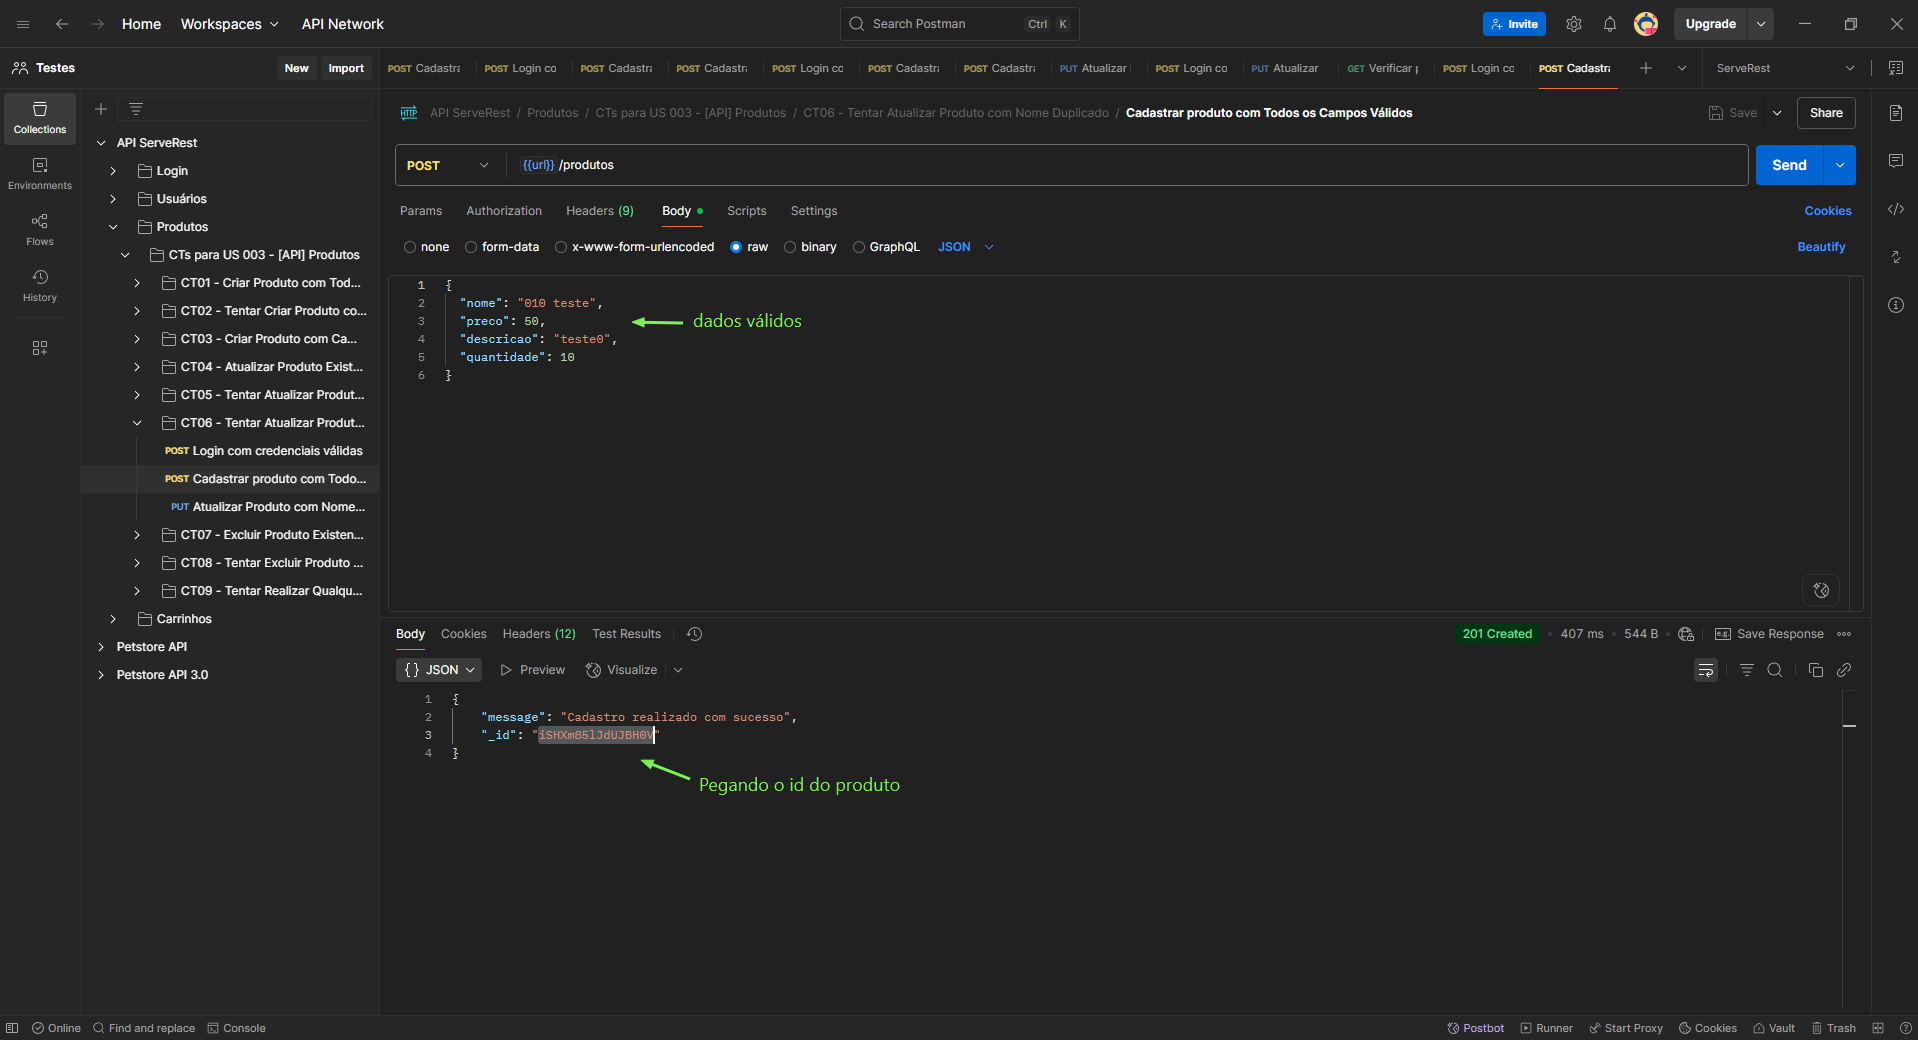 Home
Workspaces
API Network
Search Postman
Ctrl K
Invite
Upgrade
Testes
New
Import
POST Cadastra
POST Login co
POST Cadastra
POST Cadastra
POST Login co
POST Cadastra
POST Cadastra
PUT Atualizar
POST Login co
PUT Atualizar
GET Verificar p
POST Login co
POST Cadastra
ServeRest
Collections
Environments
Flows
History
API ServeRest
Login
Usuários
Produtos
CTs para US 003 - [API] Produtos
CT01 - Criar Produto com Tod...
CT02 - Tentar Criar Produto co...
CT03 - Criar Produto com Ca...
CT04 - Atualizar Produto Exist...
CT05 - Tentar Atualizar Produt...
CT06 - Tentar Atualizar Produt...
POST Login com credenciais válidas
POST Cadastrar produto com Todo...
PUT Atualizar Produto com Nome...
CT07 - Excluir Produto Existen...
CT08 - Tentar Excluir Produto ...
CT09 - Tentar Realizar Qualqu...
Carrinhos
Petstore API
Petstore API 3.0
HTTP API ServeRest / Produtos / CTs para US 003 - [API] Produtos / CT06 - Tentar Atualizar Produto com Nome Duplicado / Cadastrar produto com Todos os Campos Válidos
Save
Share
POST
{{url}} /produtos
Send
Params
Authorization
Headers (9)
Body
Scripts
Settings
Cookies
none
form-data
x-www-form-urlencoded
raw
binary
GraphQL
JSON
Beautify
1 {
2 "nome": "010 teste",
3 "preco": 50,
4 "descricao": "teste0",
5 "quantidade": 10
6 }
dados válidos
Body
Cookies
Headers (12)
Test Results
201 Created
407 ms
544 B
e.g. Save Response
{} JSON
Preview
Visualize
1 {
2 "message": "Cadastro realizado com sucesso",
3 "_id": "iSHXm85lJdUJBH0V"
4 }
Pegando o id do produto
Online
Find and replace
Console
Postbot
Runner
Start Proxy
Cookies
Vault
Trash